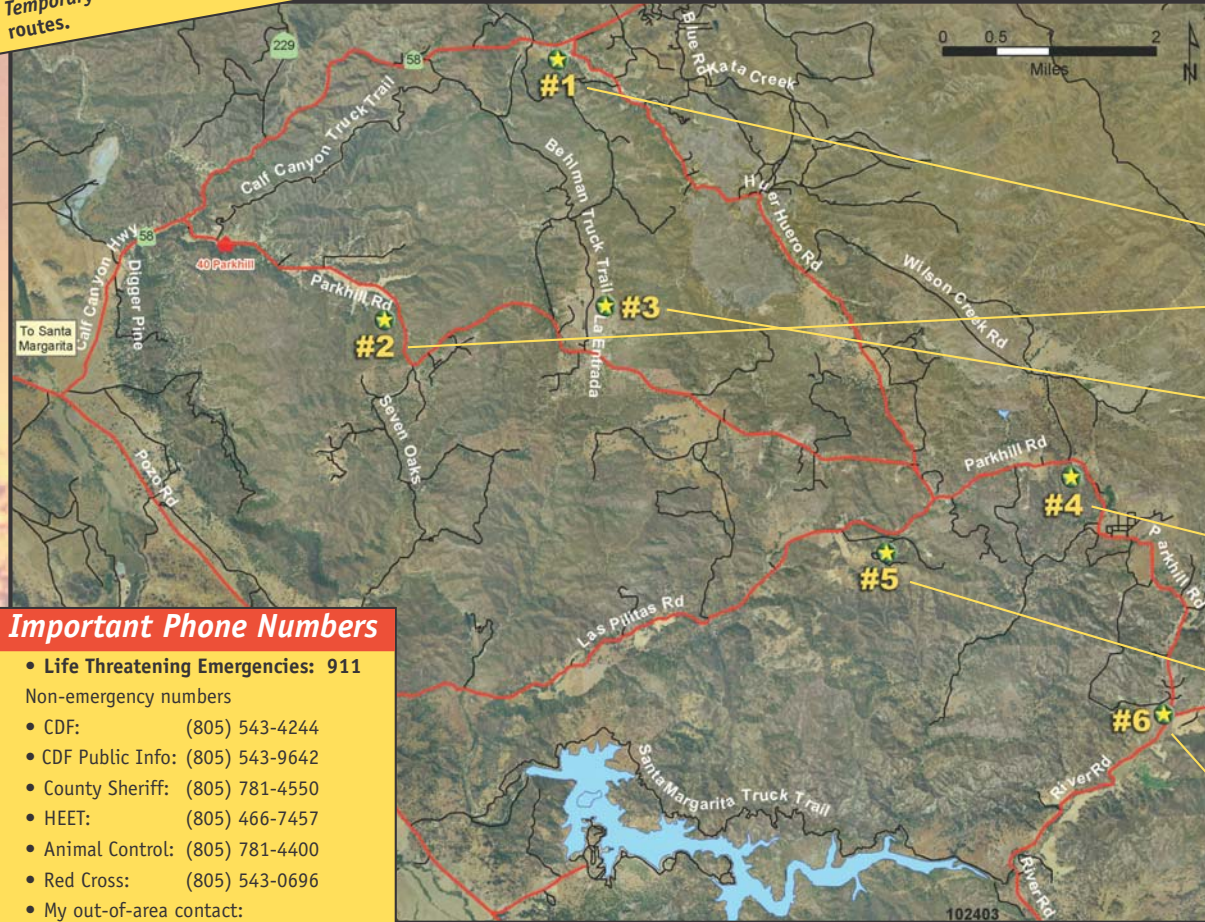 Temporary
routes.
229
58
Blue Rd
Kata Creek
0 0.5 1 2
Miles
N
#1
Calf Canyon Truck Trail
Behlman Truck Trail
Huer Huero Rd
Calf Canyon Hwy
58
40 Parkhill
Digger Pine
Parkhill Rd
Wilson Creek Rd
To Santa
Margarita
#2
#3
La Entrada
Seven Oaks
Pozo Rd
Parkhill Rd
#4
Parkhill Rd
#5
Las Pilitas Rd
#6
River Rd
Santa Margarita Truck Trail
River Rd
102403
Important Phone Numbers
• Life Threatening Emergencies: 911
Non-emergency numbers
• CDF: (805) 543-4244
• CDF Public Info: (805) 543-9642
• County Sheriff: (805) 781-4550
• HEET: (805) 466-7457
• Animal Control: (805) 781-4400
• Red Cross: (805) 543-0696
• My out-of-area contact: